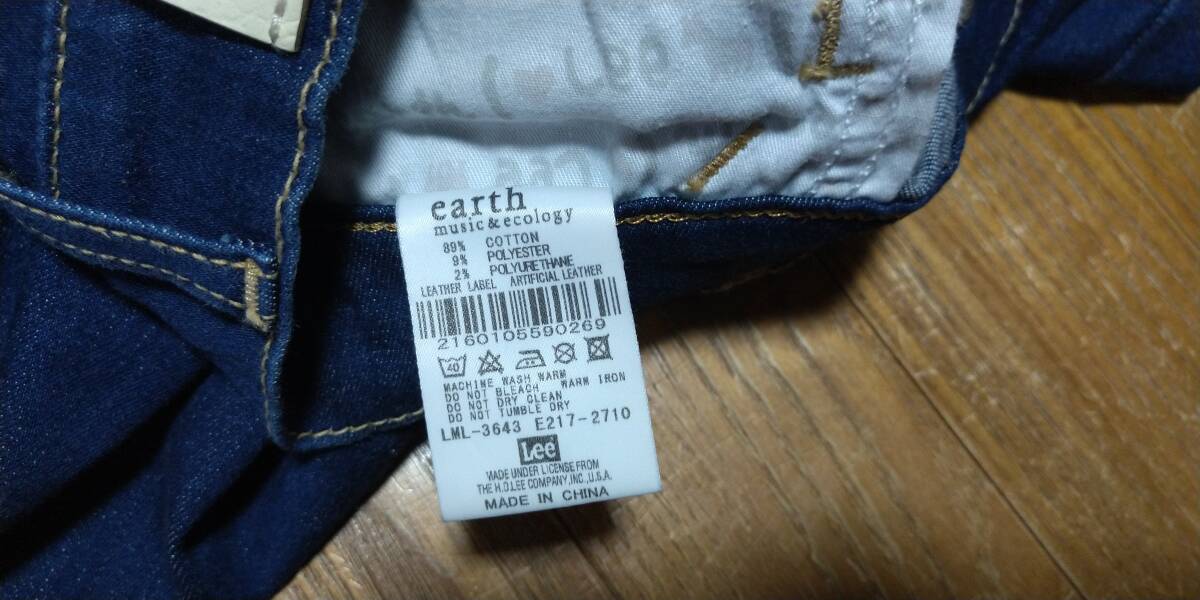 earth
music&ecology
89% COTTON
9% POLYESTER
2% POLYURETHANE
LEATHER LABEL ARTIFICIAL LEATHER
2160105590269
40
MACHINE WASH WARM
DO NOT BLEACH WARM IRON
DO NOT DRY CLEAN
DO NOT TUMBLE DRY
LML-3643 E217-2710
Lee
MADE UNDER LICENSE FROM
THE H.D.LEE COMPANY,INC.,U.S.A.
MADE IN CHINA